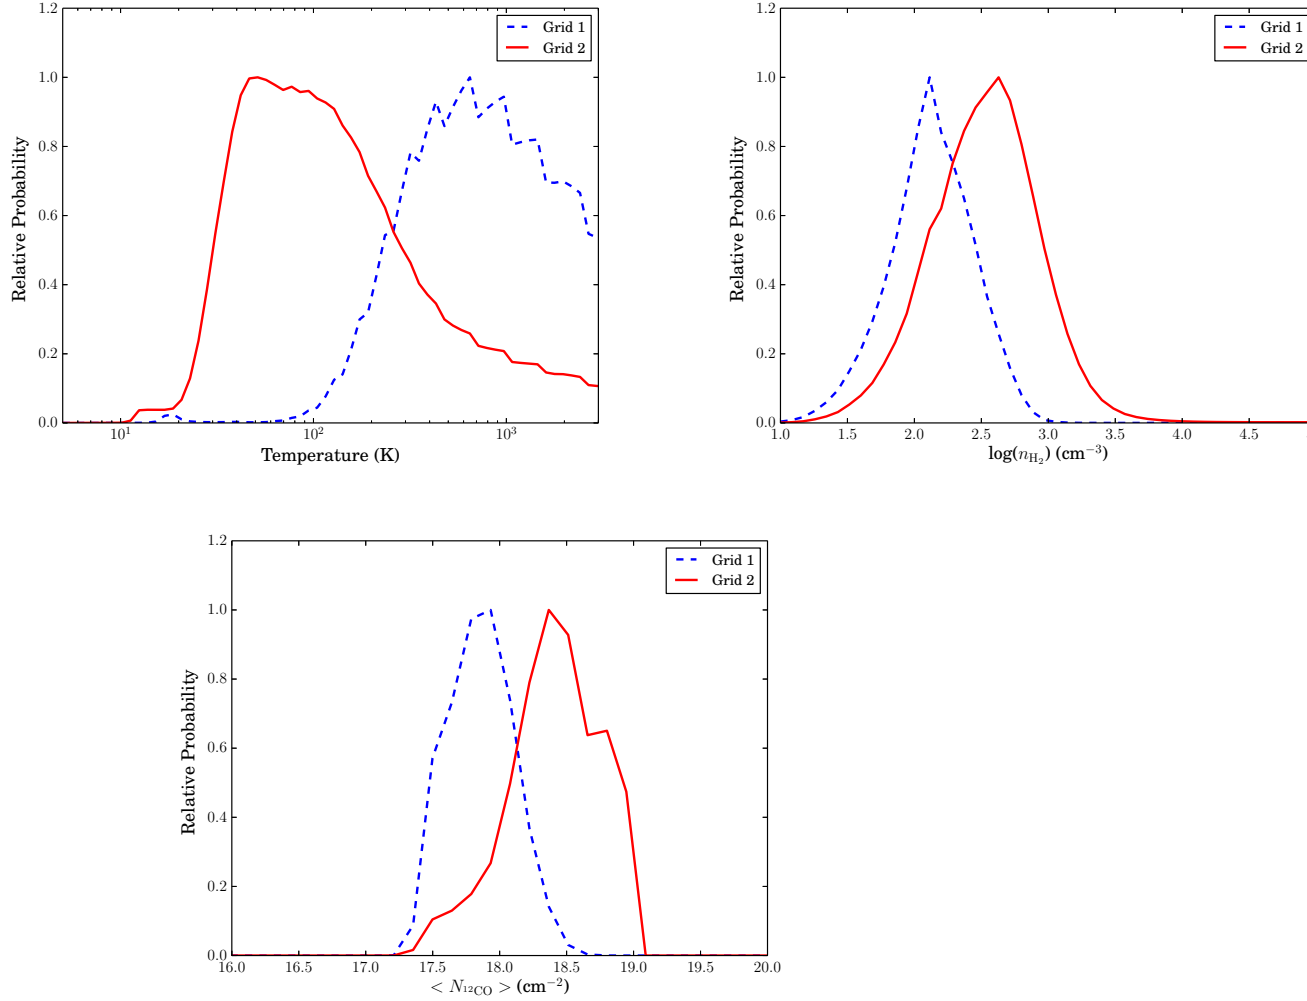 1.2
1.0
0.8
0.6
0.4
0.2
0.0
Relative Probability
10¹ 10² 10³
Temperature (K)
Grid 1
Grid 2
1.2
1.0
0.8
0.6
0.4
0.2
0.0
Relative Probability
1.0 1.5 2.0 2.5 3.0 3.5 4.0 4.5
log(n_H₂) (cm⁻³)
Grid 1
Grid 2
1.2
1.0
0.8
0.6
0.4
0.2
0.0
Relative Probability
16.0 16.5 17.0 17.5 18.0 18.5 19.0 19.5 20.0
< N_¹²CO > (cm⁻²)
Grid 1
Grid 2